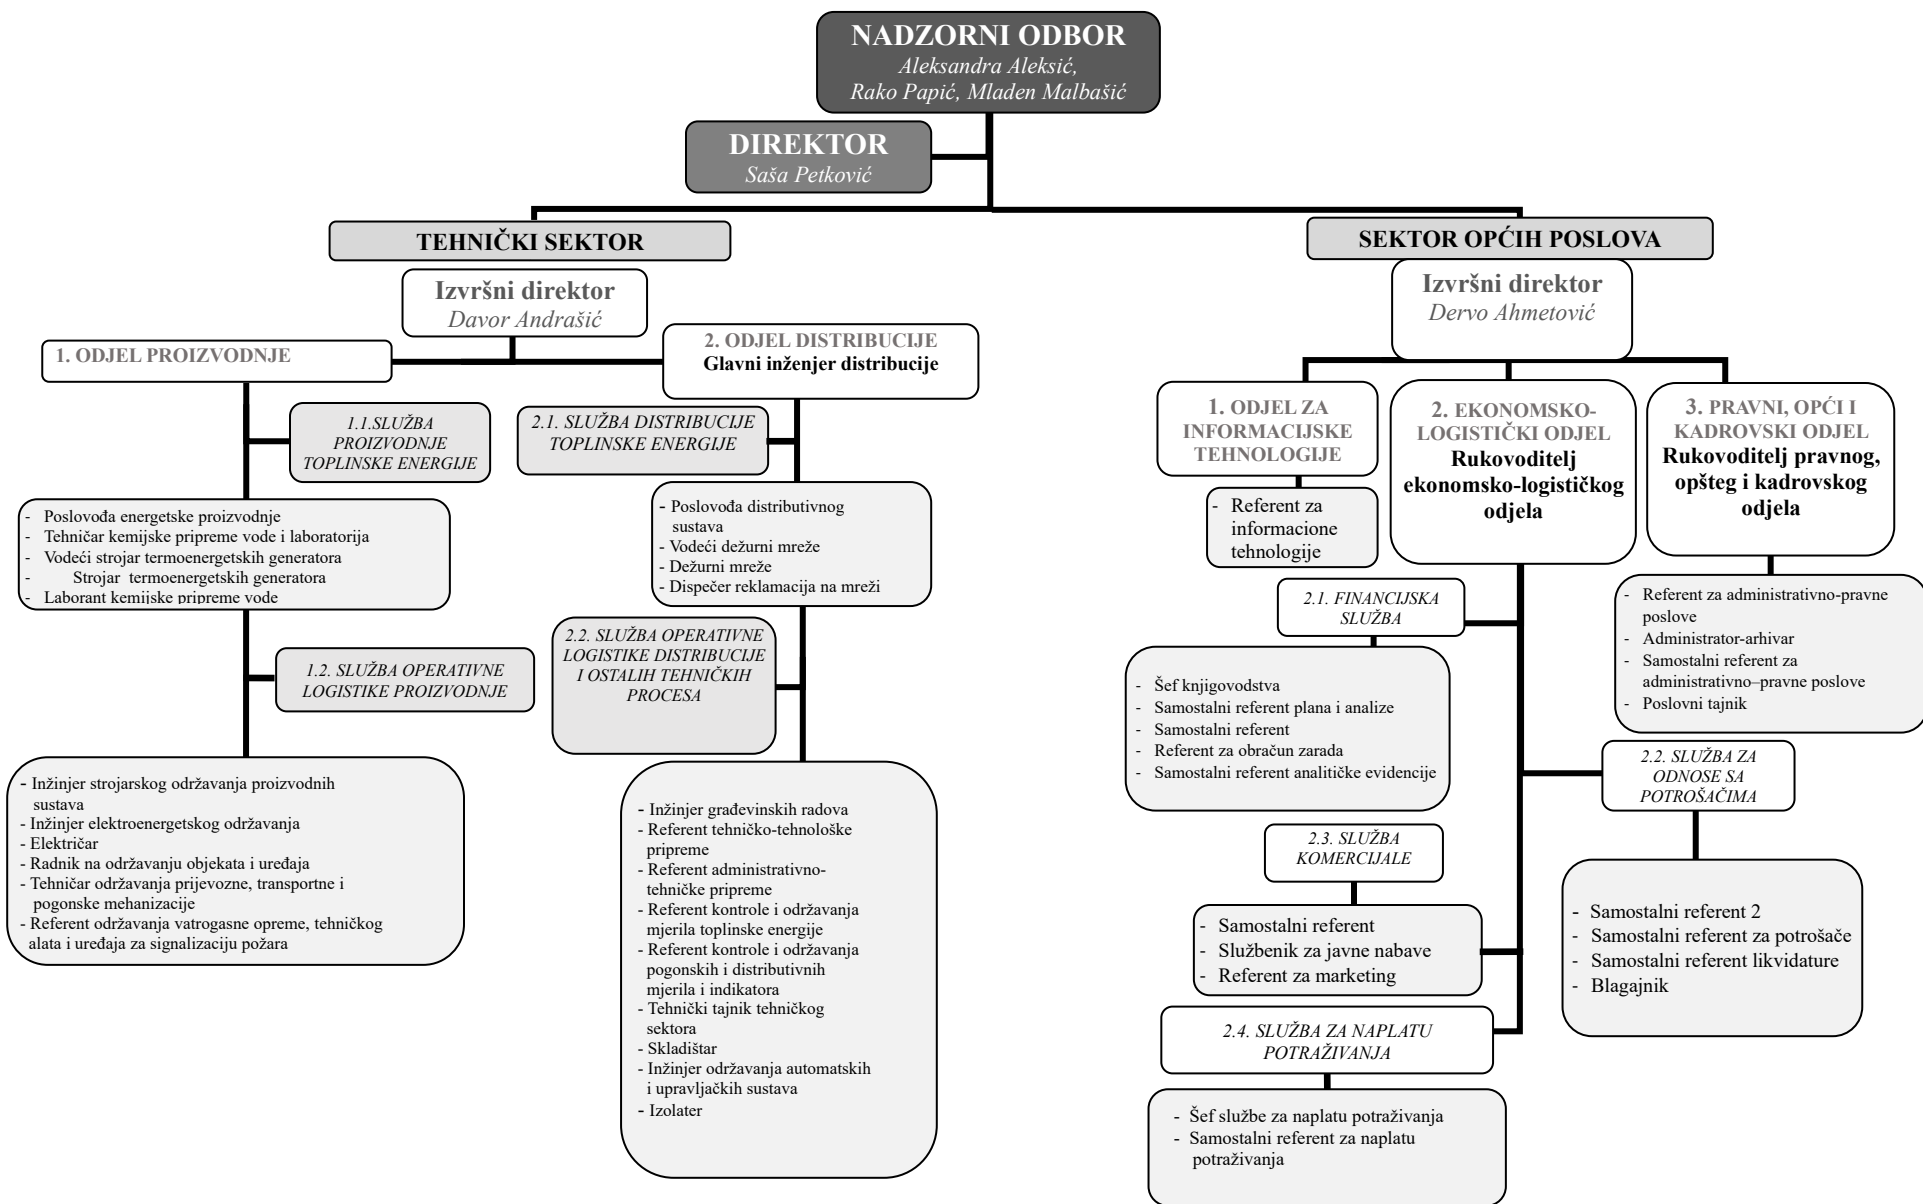 NADZORNI ODBOR
Aleksandra Aleksić,
Rako Papić, Mladen Malbašić
DIREKTOR
Saša Petković
TEHNIČKI SEKTOR
Izvršni direktor
Davor Andrašić
1. ODJEL PROIZVODNJE
2. ODJEL DISTRIBUCIJE
Glavni inženjer distribucije
1.1.SLUŽBA
PROIZVODNJE
TOPLINSKE ENERGIJE
2.1. SLUŽBA DISTRIBUCIJE
TOPLINSKE ENERGIJE
- Poslovođa energetske proizvodnje
- Tehničar kemijske pripreme vode i laboratorija
- Vodeći strojar termoenergetskih generatora
- Strojar termoenergetskih generatora
- Laborant kemijske pripreme vode
- Poslovođa distributivnog
sustava
- Vodeći dežurni mreže
- Dežurni mreže
- Dispečer reklamacija na mreži
1.2. SLUŽBA OPERATIVNE
LOGISTIKE PROIZVODNJE
2.2. SLUŽBA OPERATIVNE
LOGISTIKE DISTRIBUCIJE
I OSTALIH TEHNIČKIH
PROCESA
- Inžinjer strojarskog održavanja proizvodnih
sustava
- Inžinjer elektroenergetskog održavanja
- Električar
- Radnik na održavanju objekata i uređaja
- Tehničar održavanja prijevozne, transportne i
pogonske mehanizacije
- Referent održavanja vatrogasne opreme, tehničkog
alata i uređaja za signalizaciju požara
- Inžinjer građevinskih radova
- Referent tehničko-tehnološke
pripreme
- Referent administrativno-
tehničke pripreme
- Referent kontrole i održavanja
mjerila toplinske energije
- Referent kontrole i održavanja
pogonskih i distributivnih
mjerila i indikatora
- Tehnički tajnik tehničkog
sektora
- Skladištar
- Inžinjer održavanja automatskih
i upravljačkih sustava
- Izolater
SEKTOR OPĆIH POSLOVA
Izvršni direktor
Dervo Ahmetović
1. ODJEL ZA
INFORMACIJSKE
TEHNOLOGIJE
2. EKONOMSKO-
LOGISTIČKI ODJEL
Rukovoditelj
ekonomsko-logističkog
odjela
3. PRAVNI, OPĆI I
KADROVSKI ODJEL
Rukovoditelj pravnog,
opšteg i kadrovskog
odjela
- Referent za
informacione
tehnologije
- Referent za administrativno-pravne
poslove
- Administrator-arhivar
- Samostalni referent za
administrativno–pravne poslove
- Poslovni tajnik
2.1. FINANCIJSKA
SLUŽBA
- Šef knjigovodstva
- Samostalni referent plana i analize
- Samostalni referent
- Referent za obračun zarada
- Samostalni referent analitičke evidencije
2.2. SLUŽBA ZA
ODNOSE SA
POTROŠAČIMA
- Samostalni referent 2
- Samostalni referent za potrošače
- Samostalni referent likvidature
- Blagajnik
2.3. SLUŽBA
KOMERCIJALE
- Samostalni referent
- Službenik za javne nabave
- Referent za marketing
2.4. SLUŽBA ZA NAPLATU
POTRAŽIVANJA
- Šef službe za naplatu potraživanja
- Samostalni referent za naplatu
potraživanja